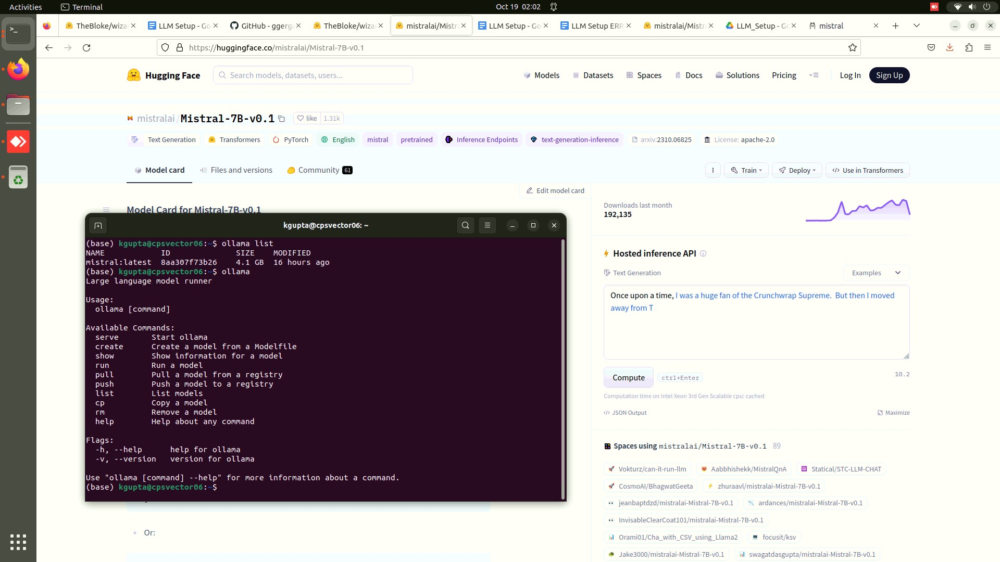 Activities
Terminal
Oct 19 02:02
TheBloke/wiza
LLM Setup - Go
GitHub - ggerga
TheBloke/wiza
mistralai/Mistr
LLM Setup - Go
LLM Setup ERR
mistralai/Mistr
LLM_Setup - Go
mistral
https://huggingface.co/mistralai/Mistral-7B-v0.1
Hugging Face
Search models, datasets, users...
Models
Datasets
Spaces
Docs
Solutions
Pricing
Log In
Sign Up
mistralai/Mistral-7B-v0.1
like 1.31k
Text Generation
Transformers
PyTorch
English
mistral
pretrained
Inference Endpoints
text-generation-inference
arxiv:2310.06825
License: apache-2.0
Model card
Files and versions
Community 61
Train
Deploy
Use in Transformers
Edit model card
Model Card for Mistral-7B-v0.1
kgupta@cpsvector06: ~
(base) kgupta@cpsvector06:~$ ollama list
NAME ID SIZE MODIFIED
mistral:latest 8aa307f73b26 4.1 GB 16 hours ago
(base) kgupta@cpsvector06:~$ ollama
Large language model runner
Usage:
ollama [command]
Available Commands:
serve Start ollama
create Create a model from a Modelfile
show Show information for a model
run Run a model
pull Pull a model from a registry
push Push a model to a registry
list List models
cp Copy a model
rm Remove a model
help Help about any command
Flags:
-h, --help help for ollama
-v, --version version for ollama
Use "ollama [command] --help" for more information about a command.
(base) kgupta@cpsvector06:~$
Or:
Downloads last month
192,135
Hosted inference API
Text Generation
Examples
Once upon a time, I was a huge fan of the Crunchwrap Supreme. But then I moved
away from T
Compute
ctrl+Enter
10.2
Computation time on Intel Xeon 3rd Gen Scalable cpu: cached
JSON Output
Maximize
Spaces using mistralai/Mistral-7B-v0.1 89
Vokturz/can-it-run-llm
Aabbhishekk/MistralQnA
Statical/STC-LLM-CHAT
CosmoAI/BhagwatGeeta
zhuraavl/mistralai-Mistral-7B-v0.1
jeanbaptdzd/mistralai-Mistral-7B-v0.1
ardances/mistralai-Mistral-7B-v0.1
InvisableClearCoat101/mistralai-Mistral-7B-v0.1
Orami01/Cha_with_CSV_using_Llama2
focusit/ksv
Jake3000/mistralai-Mistral-7B-v0.1
swagatdasgupta/mistralai-Mistral-7B-v0.1